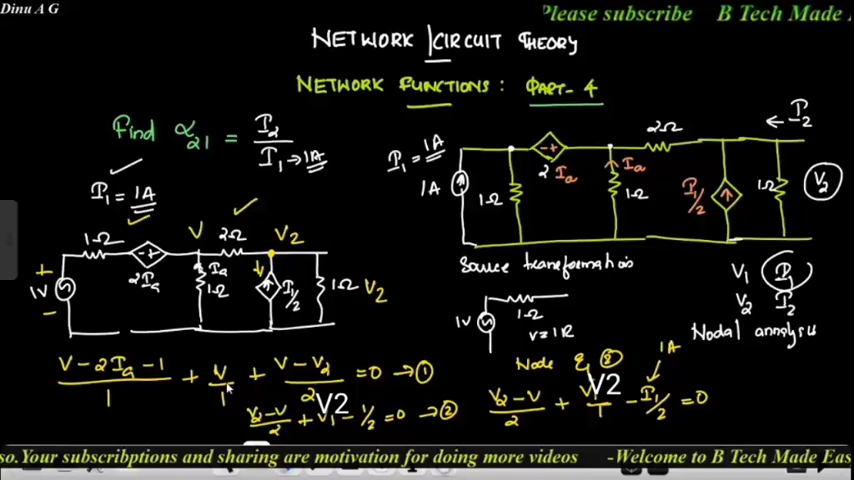 Dinu A G
Please subscribe B Tech Made
NETWORK | CIRCUIT THEORY
NETWORK FUNCTIONS : PART-4
Find α21 = I2 / I1 → 1A
I1 = 1A
I1 = 1A
1A
1Ω
2Ia
Ia
1Ω
2Ω
I1/2
1Ω
I2
V2
1Ω
V
2Ω
V2
+
1V
-
2Ia
Ia
1Ω
I1/2
1Ω
V2
Source transformation
1V
1Ω
V = IR
V1 I1
V2 I2
Nodal analysis
(V - 2Ia - 1)/1 + V/1 + (V - V2)/2 = 0 → ①
Node ②
1A
(V2 - V)/2 + V2 - 1/2 = 0 → ②
(V2 - V)/2 + V2/1 - I1/2 = 0
so.Your subscribptions and sharing are motivation for doing more videos -Welcome to B Tech Made Eas